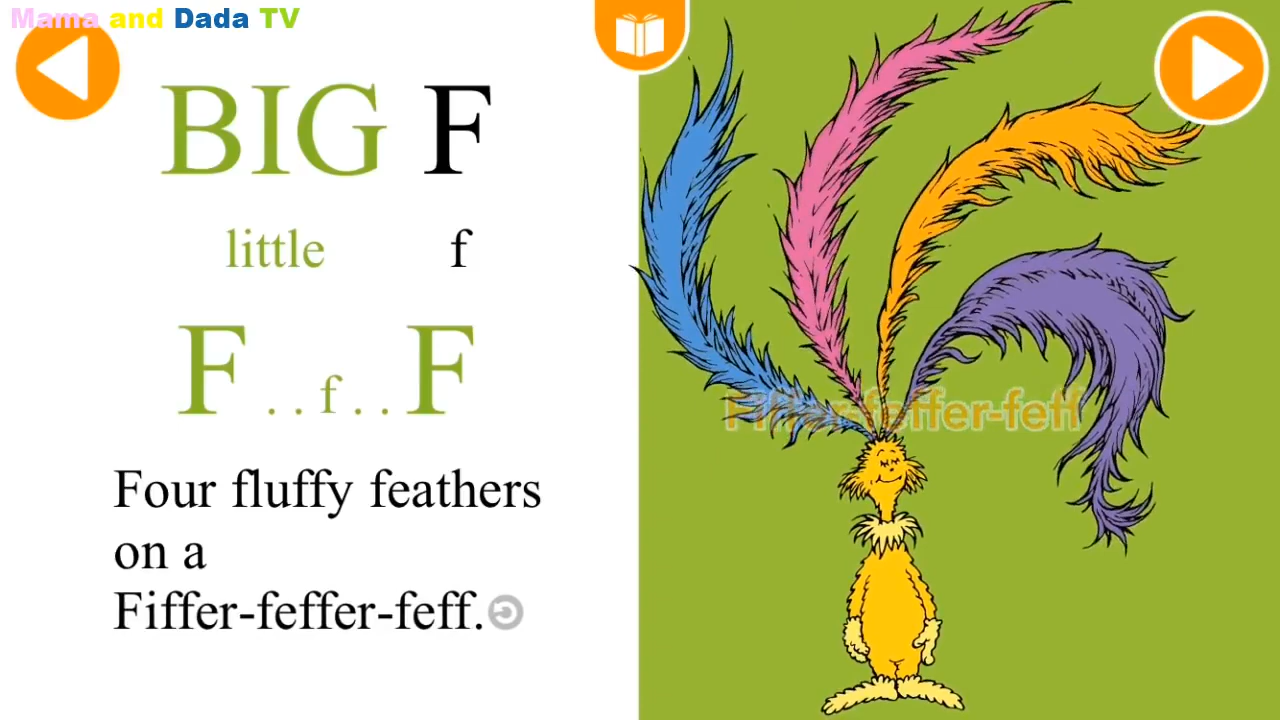 Mama and Dada TV
BIG F
little f
F . . f . . F
Four fluffy feathers
on a
Fiffer-feffer-feff.
Fiffer-feffer-feff